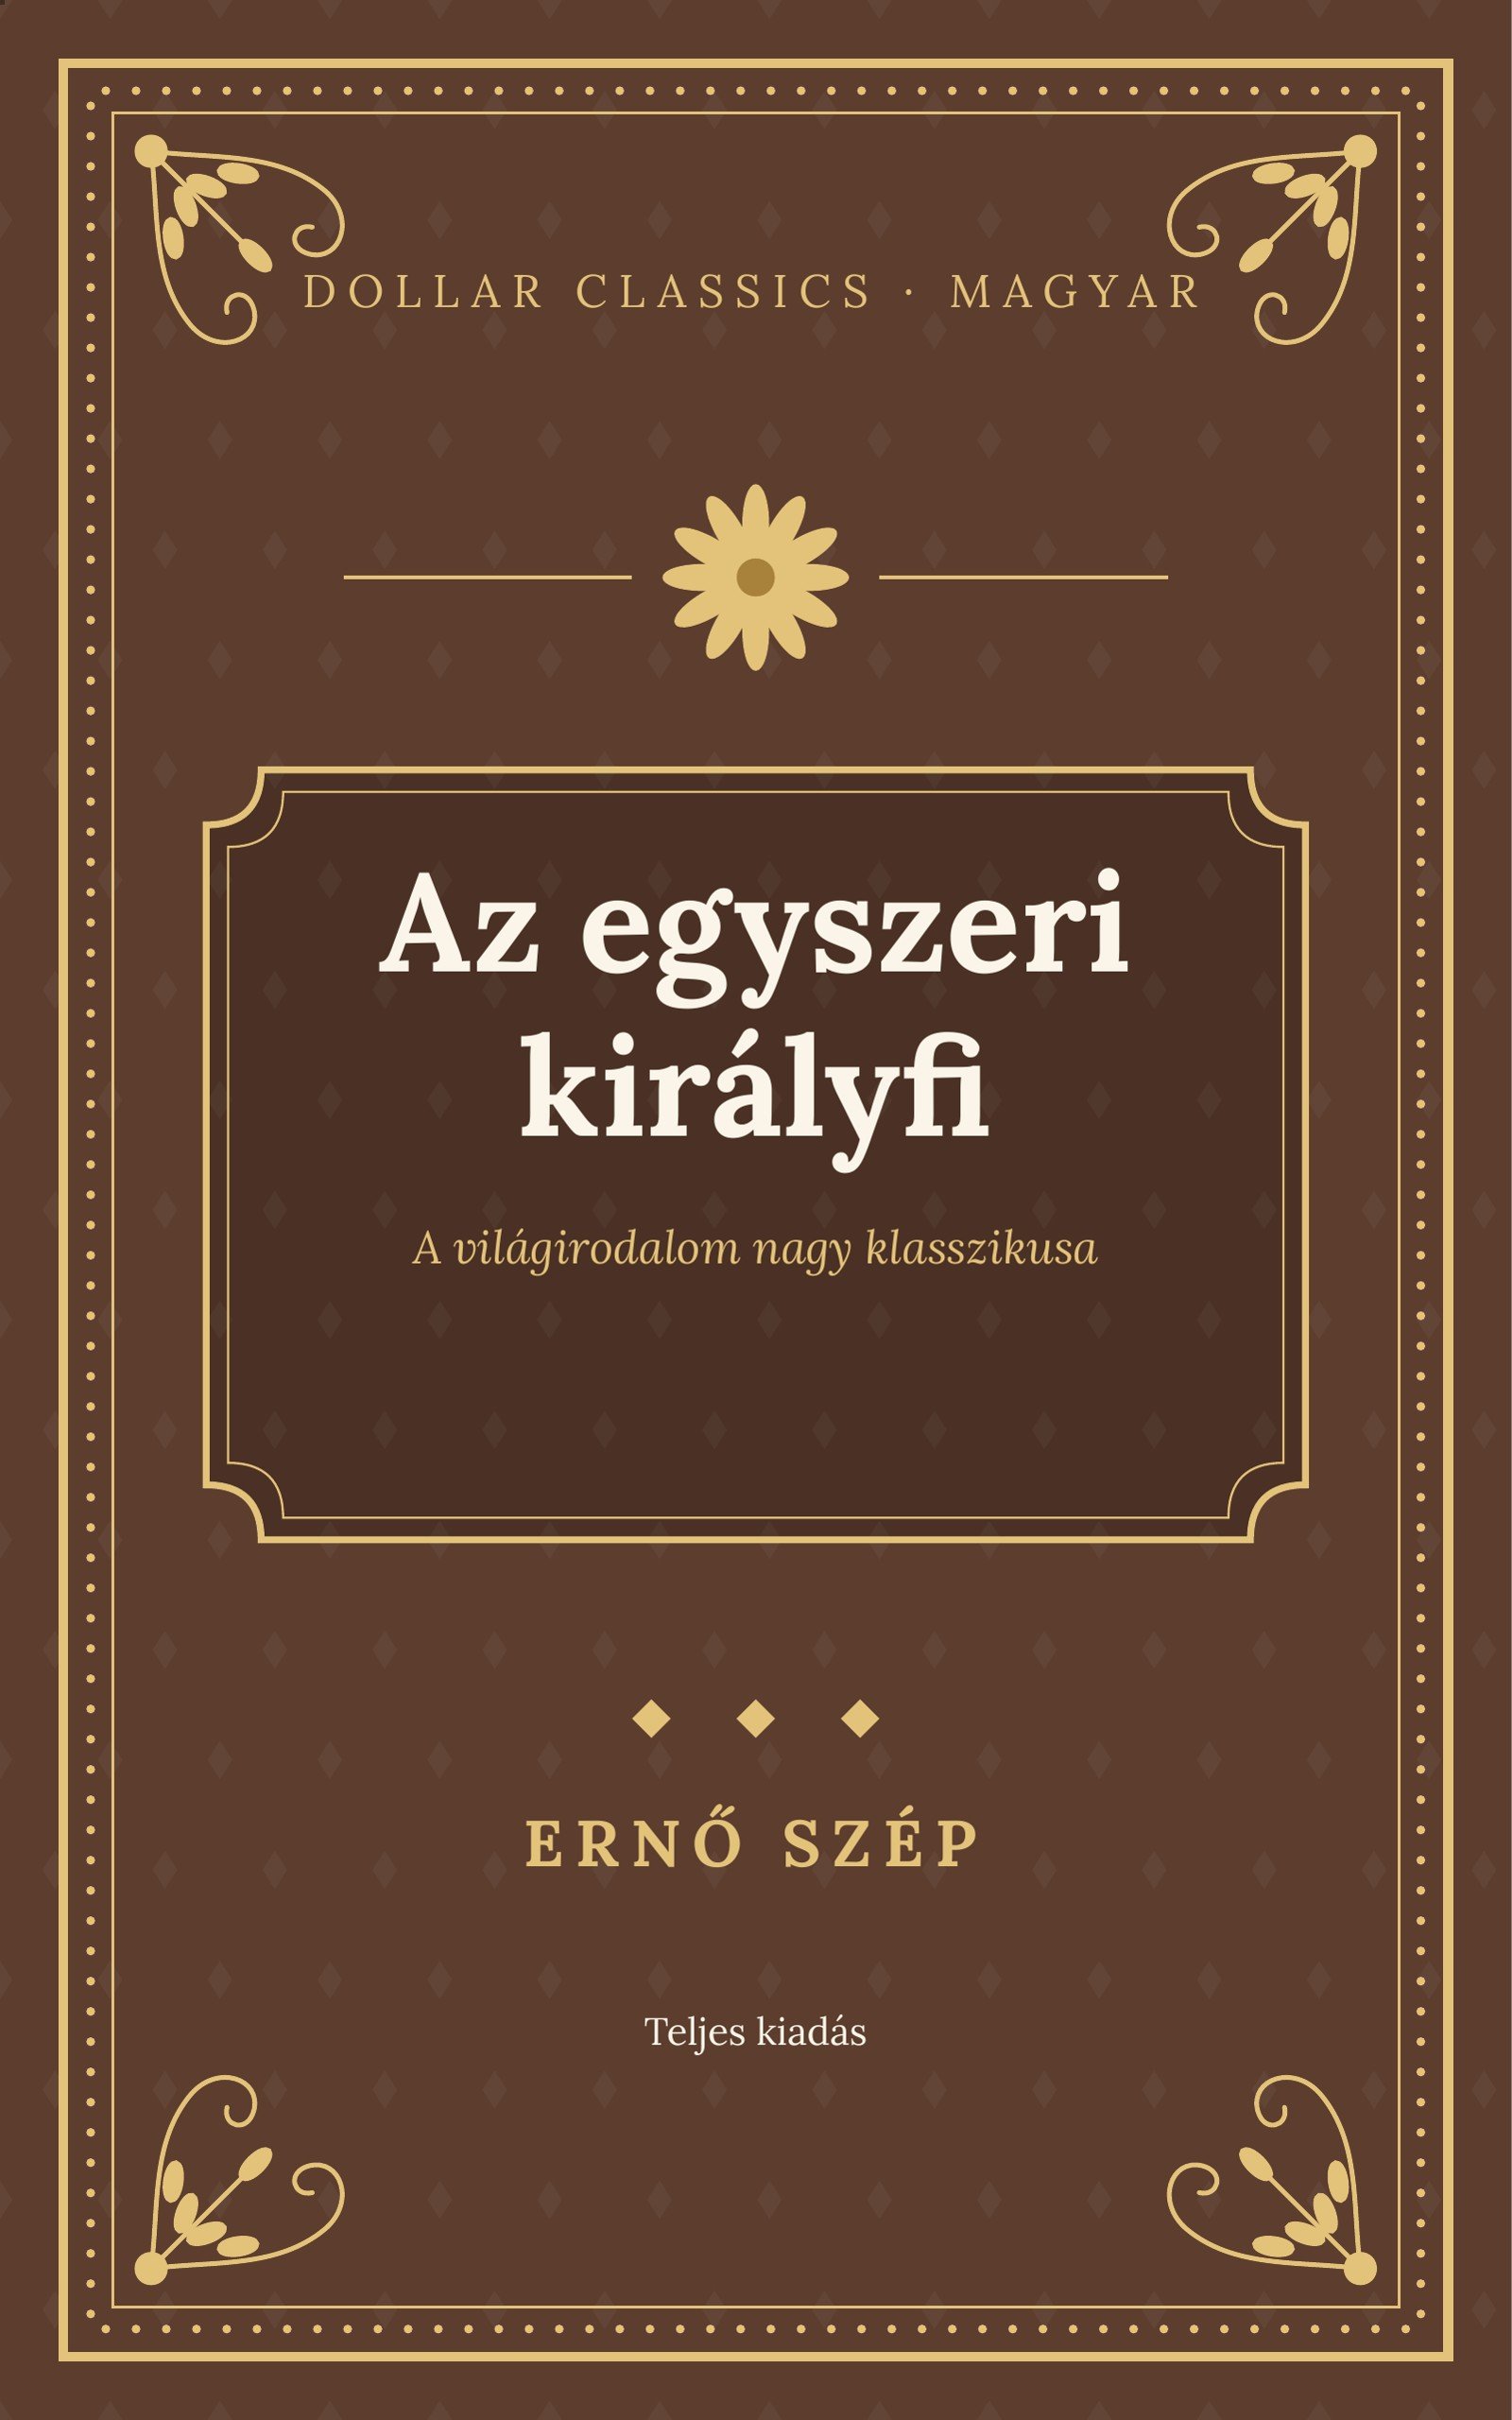 DOLLAR CLASSICS · MAGYAR
Az egyszeri
királyfi
A világirodalom nagy klasszikusa
ERNŐ SZÉP
Teljes kiadás